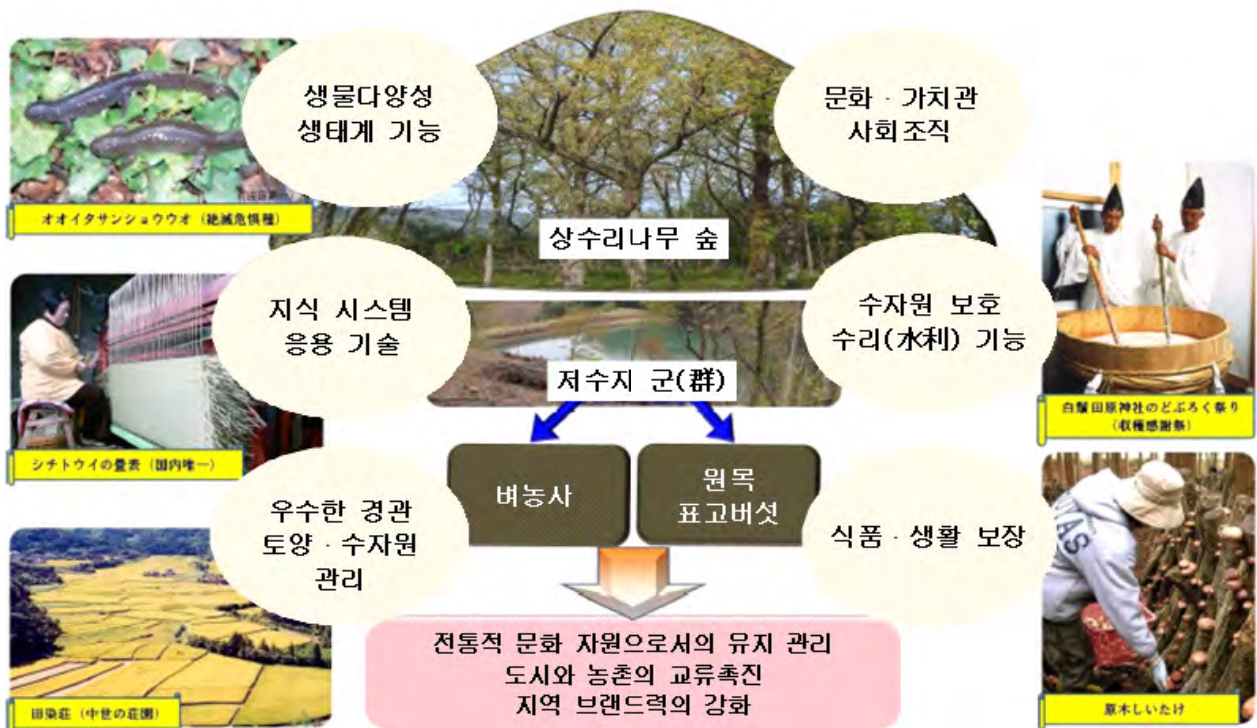 생물다양성
생태계 기능
문화 · 가치관
사회조직
オオイタサンショウウオ (絶滅危惧種)
상수리나무 숲
지식 시스템
응용 기술
수자원 보호
수리(水利) 기능
저수지 군(群)
白鬚田原神社のどぶろく祭り
(収穫感謝祭)
シチトウイの畳表 (国内唯一)
벼농사
원목
표고버섯
우수한 경관
토양 · 수자원
관리
식품 · 생활 보장
전통적 문화 자원으로서의 유지 관리
도시와 농촌의 교류촉진
지역 브랜드력의 강화
田染荘 (中世の荘園)
原木しいたけ